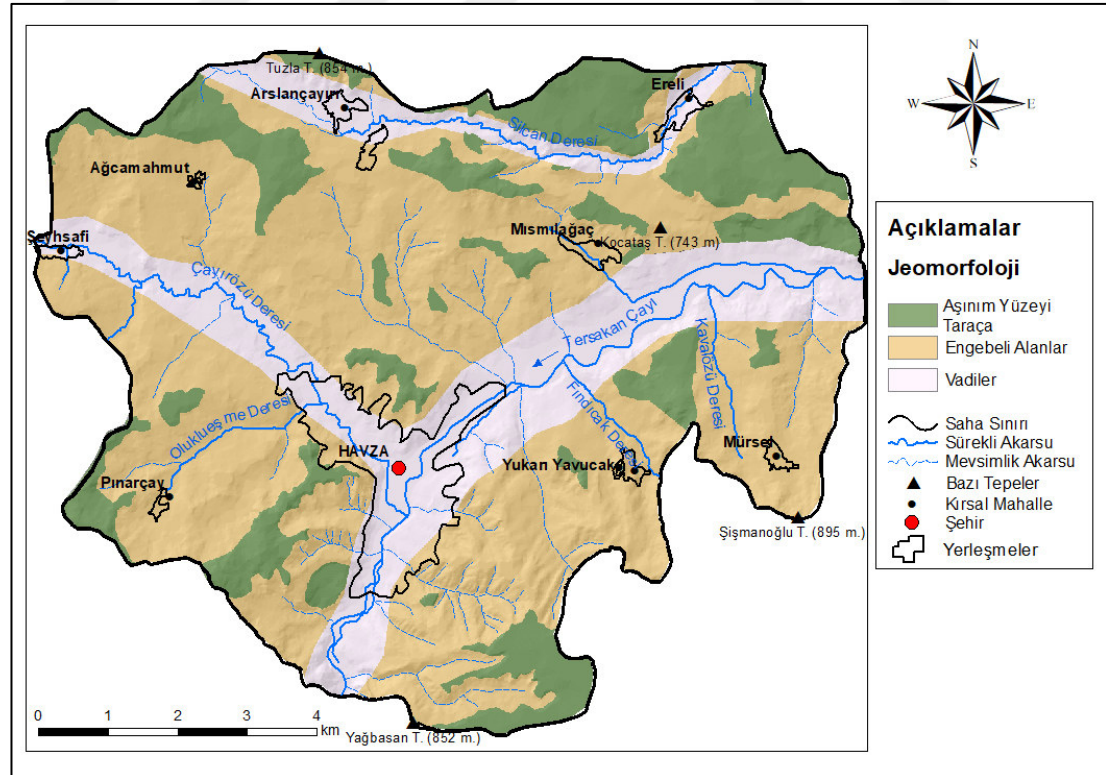 Tuzla T. (854 m.)
Arslançayırı
Ereli
Silcan Deresi
Ağcamahmut
Mısmılağaç
Kocataş T. (743 m)
Şeyhsafi
Çayırözü Deresi
Tersakan Çayı
Kavalözü Deresi
Fındıcak Deresi
Oluklueşme Deresi
HAVZA
Yukarı Yavucak
Mürsel
Pınarçay
Şişmanoğlu T. (895 m.)
Yağbasan T. (852 m.)
0 1 2 3 4
km
N
W E
S
Açıklamalar
Jeomorfoloji
Aşınım Yüzeyi
Taraça
Engebeli Alanlar
Vadiler
Saha Sınırı
Sürekli Akarsu
Mevsimlik Akarsu
Bazı Tepeler
Kırsal Mahalle
Şehir
Yerleşmeler